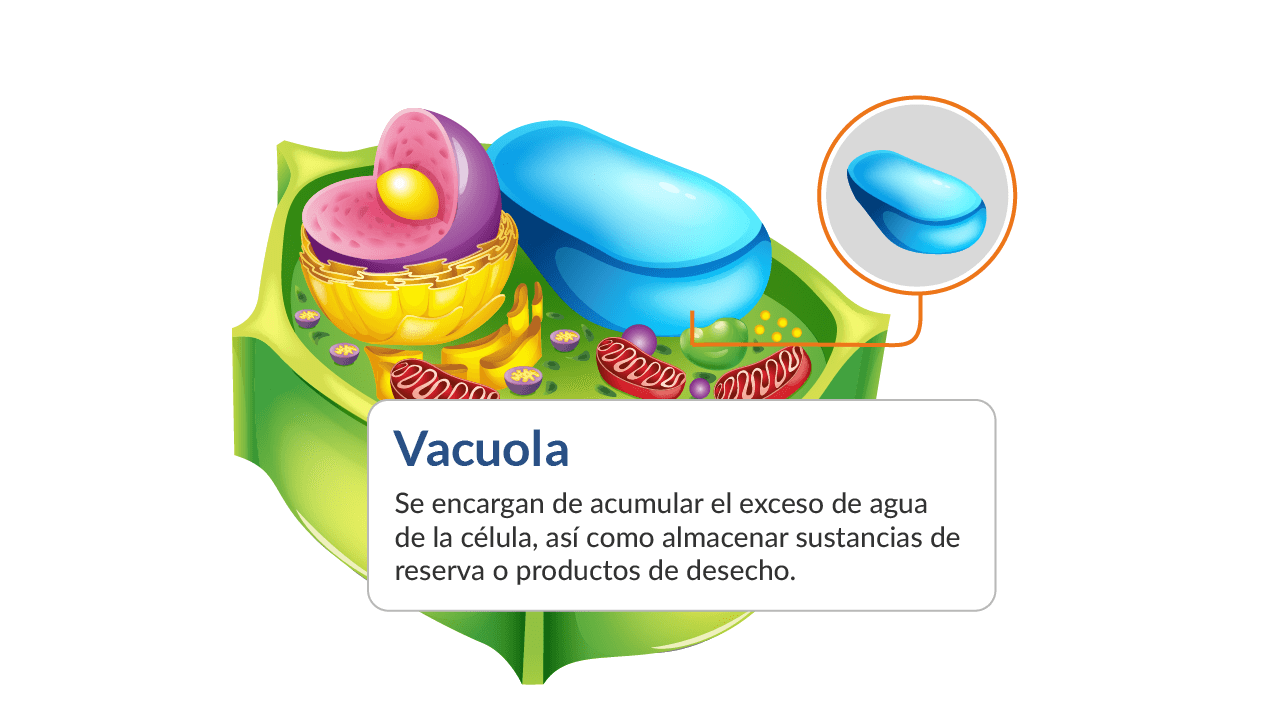 Vacuola
Se encargan de acumular el exceso de agua
de la célula, así como almacenar sustancias de
reserva o productos de desecho.